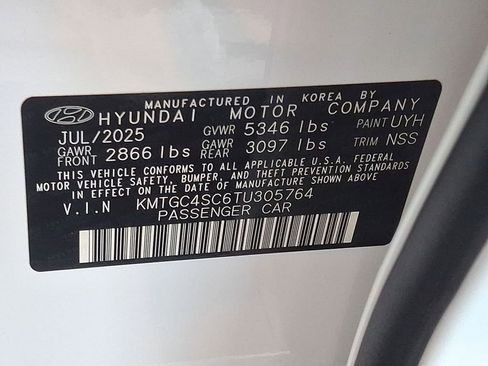 MANUFACTURED IN KOREA BY
HYUNDAI MOTOR COMPANY
JUL/2025 GVWR 5346 lbs PAINT UYH
GAWR FRONT 2866 lbs GAWR REAR 3097 lbs TRIM NSS
THIS VEHICLE CONFORMS TO ALL APPLICABLE U.S.A. FEDERAL
MOTOR VEHICLE SAFETY, BUMPER, AND THEFT PREVENTION STANDARDS
IN EFFECT ON THE DATE OF MANUFACTURE SHOWN ABOVE.
V.I.N KMTGC4SC6TU305764
PASSENGER CAR